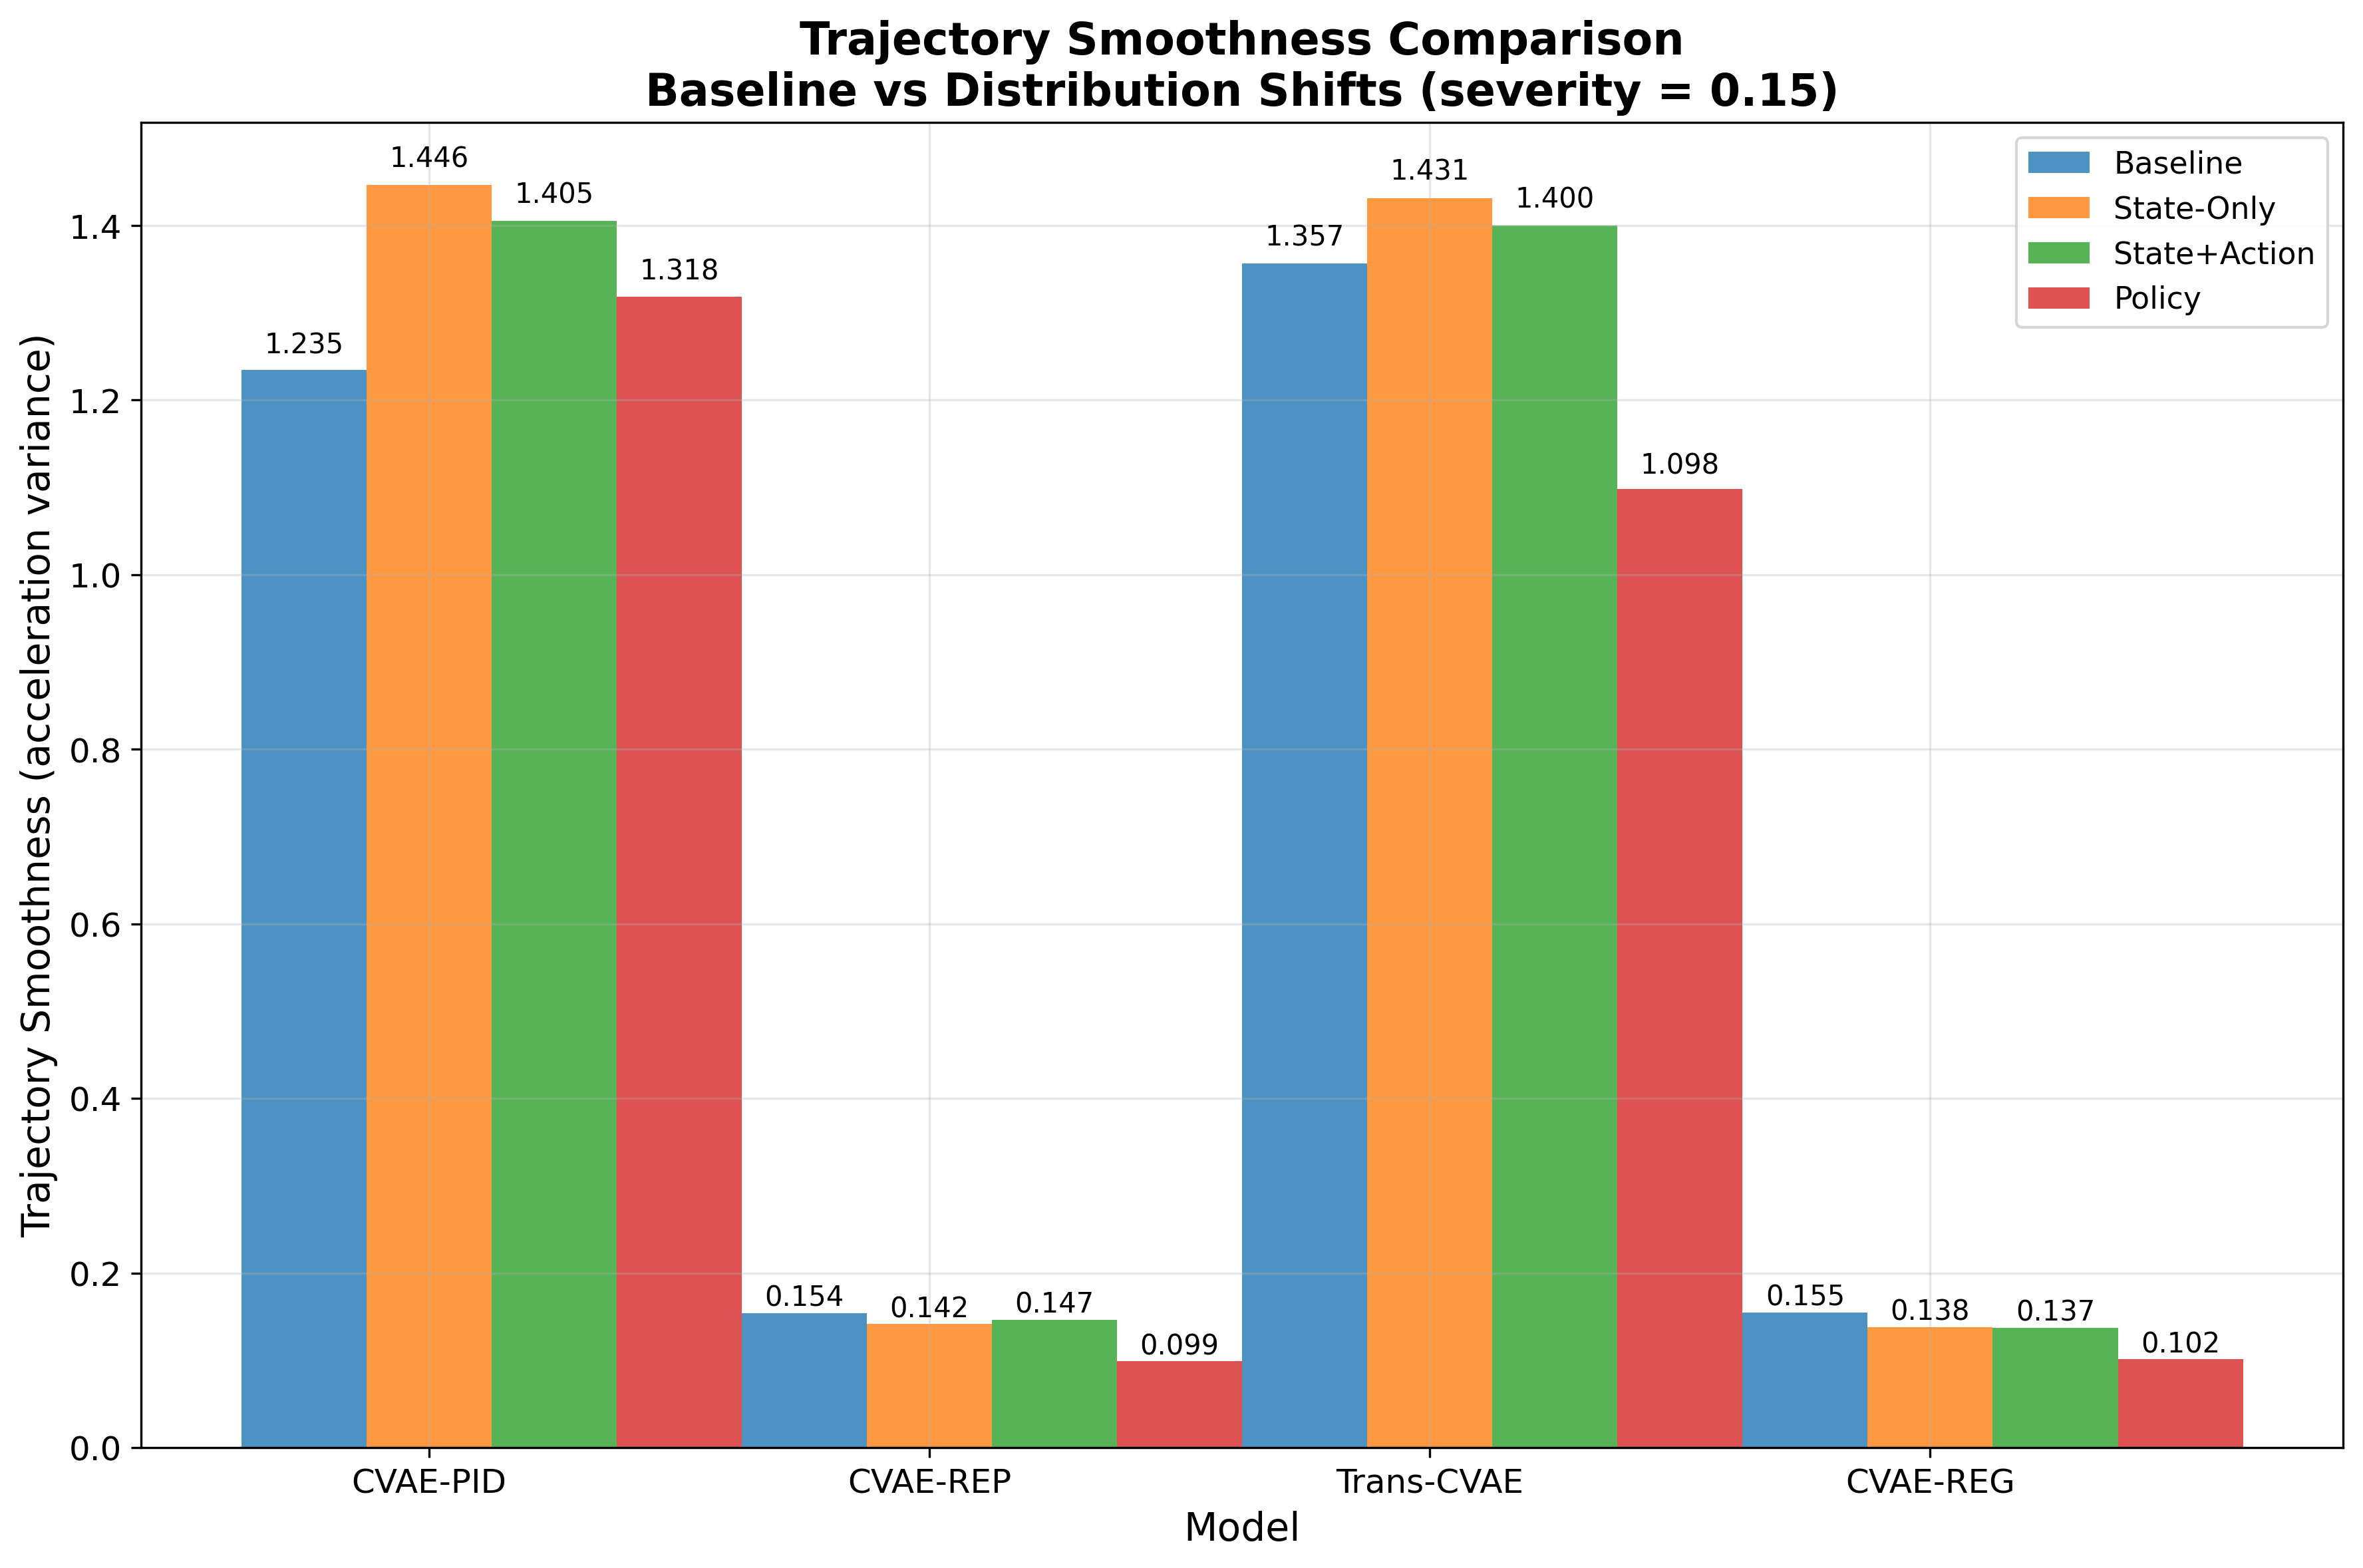 Trajectory Smoothness Comparison
Baseline vs Distribution Shifts (severity = 0.15)
Trajectory Smoothness (acceleration variance)
1.4
1.2
1.0
0.8
0.6
0.4
0.2
0.0
1.235
1.446
1.405
1.318
0.154
0.142
0.147
0.099
1.357
1.431
1.400
1.098
0.155
0.138
0.137
0.102
Baseline
State-Only
State+Action
Policy
CVAE-PID
CVAE-REP
Trans-CVAE
CVAE-REG
Model